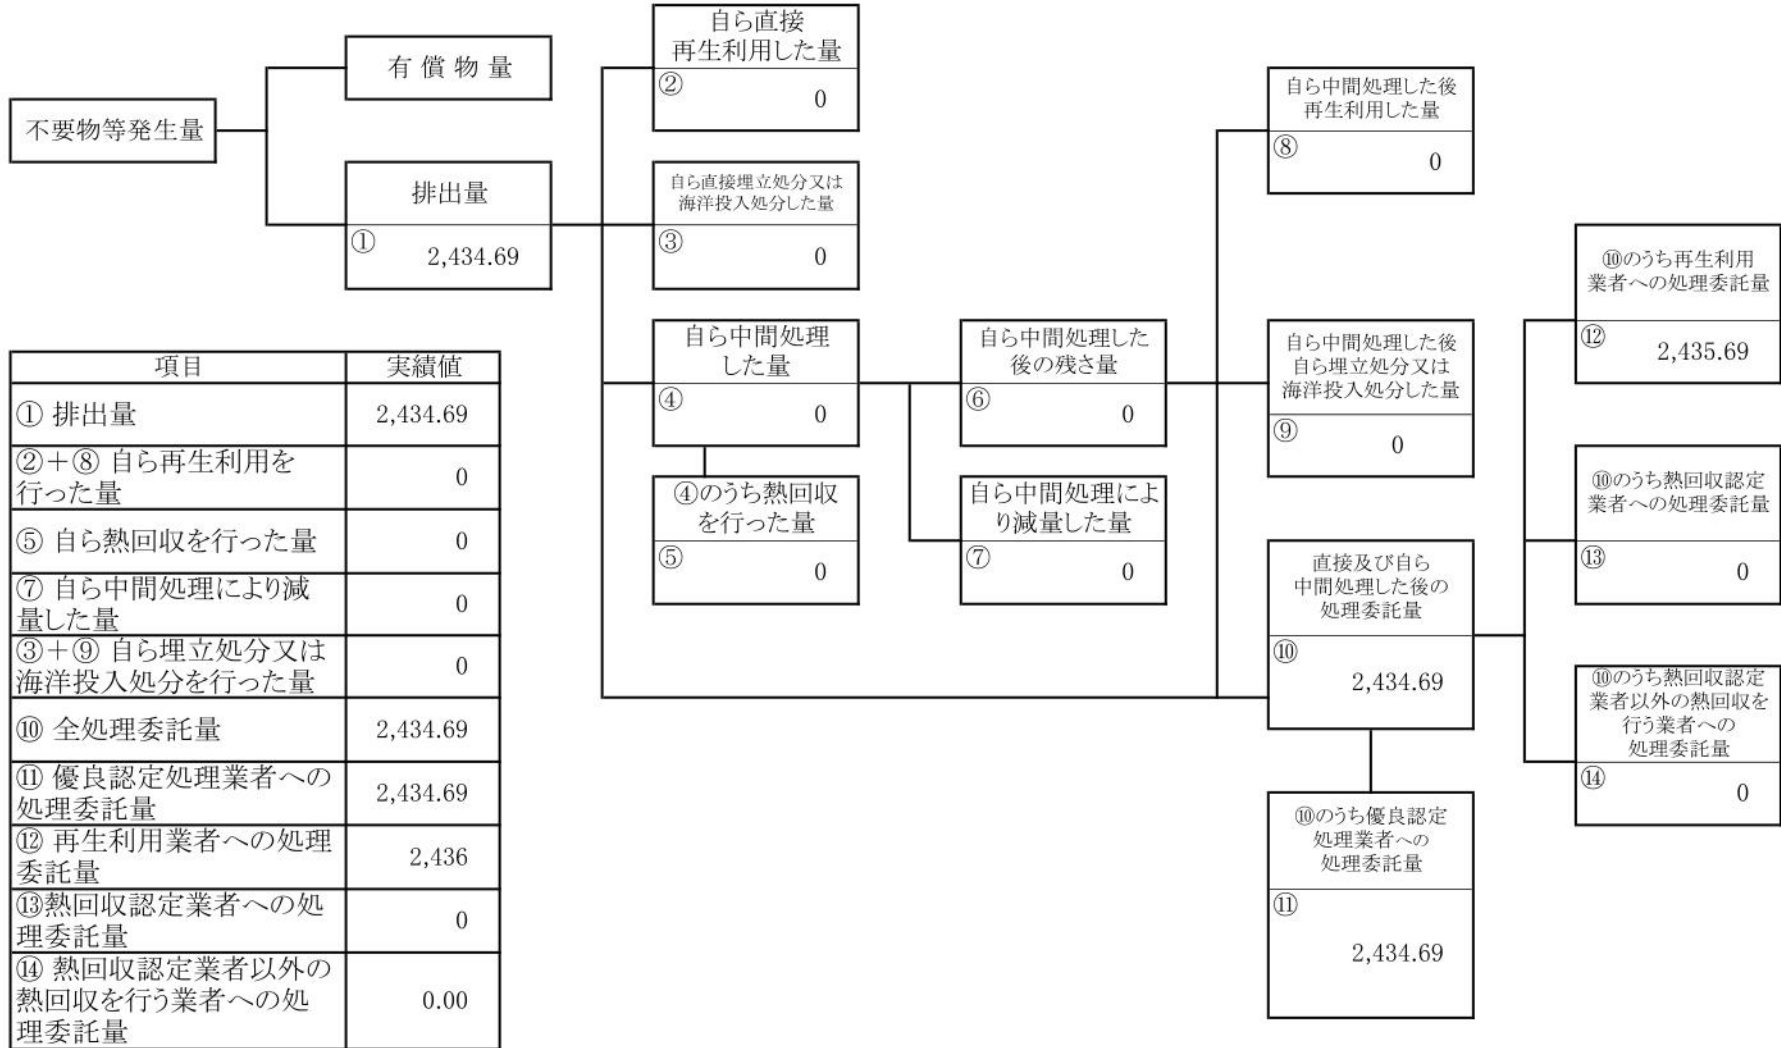 不要物等発生量
有償物量
排出量
①
2,434.69
自ら直接
再生利用した量
②
0
自ら直接埋立処分又は
海洋投入処分した量
③
0
自ら中間処理
した量
④
0
④のうち熱回収
を行った量
⑤
0
自ら中間処理した
後の残さ量
⑥
0
自ら中間処理によ
り減量した量
⑦
0
自ら中間処理した後
再生利用した量
⑧
0
自ら中間処理した後
自ら埋立処分又は
海洋投入処分した量
⑨
0
直接及び自ら
中間処理した後の
処理委託量
⑩
2,434.69
⑩のうち優良認定
処理業者への
処理委託量
⑪
2,434.69
⑩のうち再生利用
業者への処理委託量
⑫
2,435.69
⑩のうち熱回収認定
業者への処理委託量
⑬
0
⑩のうち熱回収認定
業者以外の熱回収を
行う業者への
処理委託量
⑭
0
項目 実績値
① 排出量 2,434.69
②+⑧ 自ら再生利用を
行った量 0
⑤ 自ら熱回収を行った量 0
⑦ 自ら中間処理により減
量した量 0
③+⑨ 自ら埋立処分又は
海洋投入処分を行った量 0
⑩ 全処理委託量 2,434.69
⑪ 優良認定処理業者への
処理委託量 2,434.69
⑫ 再生利用業者への処理
委託量 2,436
⑬熱回収認定業者への処
理委託量 0
⑭ 熱回収認定業者以外の
熱回収を行う業者への処
理委託量 0.00